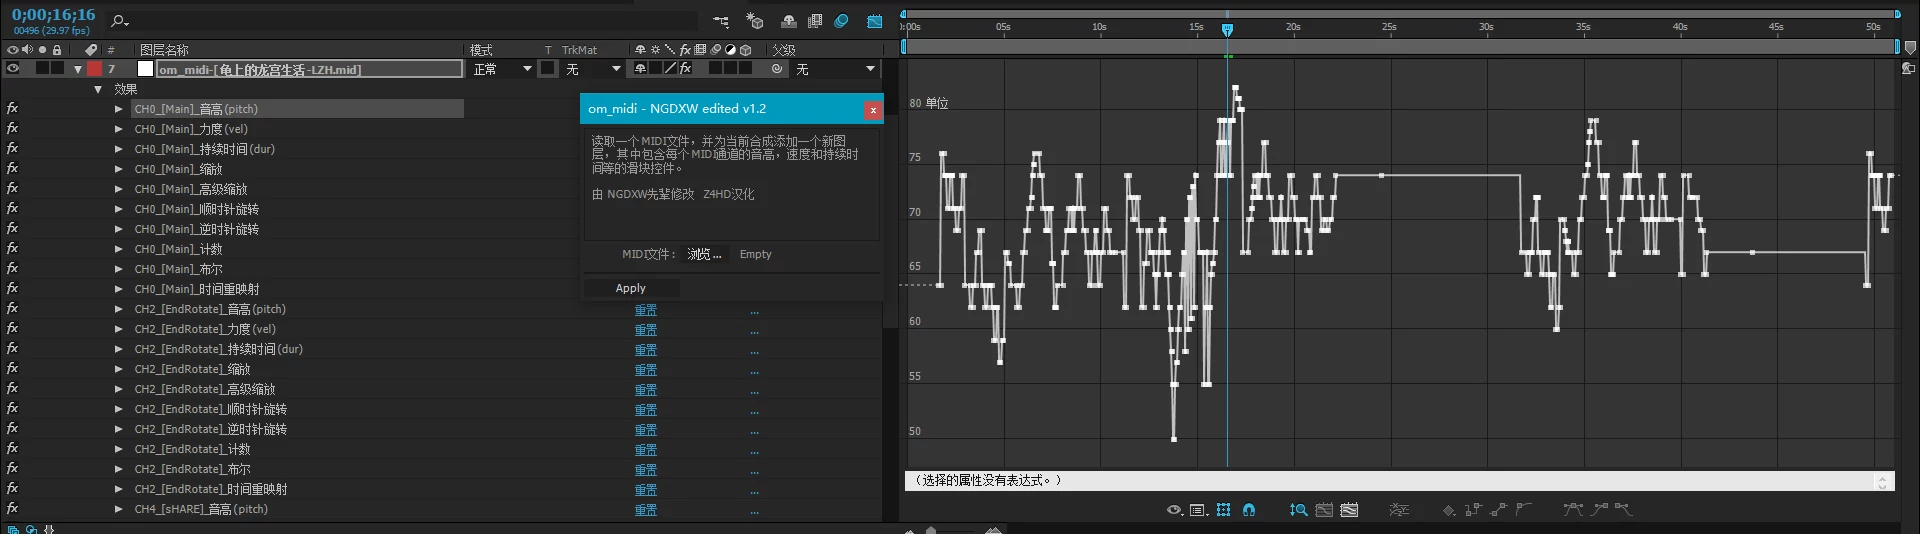 0;00;16;16
00496 (29.97 fps)
# 图层名称 模式 T TrkMat 父级
7 om_midi-[龟上的龙宫生活-LZH.mid] 正常 无 无
效果
fx CH0_[Main]_音高(pitch)
fx CH0_[Main]_力度(vel)
fx CH0_[Main]_持续时间(dur)
fx CH0_[Main]_缩放
fx CH0_[Main]_高级缩放
fx CH0_[Main]_顺时针旋转
fx CH0_[Main]_逆时针旋转
fx CH0_[Main]_计数
fx CH0_[Main]_布尔
fx CH0_[Main]_时间重映射
fx CH2_[EndRotate]_音高(pitch) 重置 ...
fx CH2_[EndRotate]_力度(vel) 重置 ...
fx CH2_[EndRotate]_持续时间(dur) 重置 ...
fx CH2_[EndRotate]_缩放 重置 ...
fx CH2_[EndRotate]_高级缩放 重置 ...
fx CH2_[EndRotate]_顺时针旋转 重置 ...
fx CH2_[EndRotate]_逆时针旋转 重置 ...
fx CH2_[EndRotate]_计数 重置 ...
fx CH2_[EndRotate]_布尔 重置 ...
fx CH2_[EndRotate]_时间重映射 重置 ...
fx CH4_[sHARE]_音高(pitch) 重置 ...
om_midi - NGDXW edited v1.2 x
读取一个MIDI文件，并为当前合成添加一个新图
层，其中包含每个MIDI通道的音高，速度和持续时
间等的滑块控件。
由 NGDXW先辈修改 Z4HD汉化
MIDI文件: 浏览... Empty
Apply
0:00s 05s 10s 15s 20s 25s 30s 35s 40s 45s 50s
80 单位
75
70
65
60
55
50
（选择的属性没有表达式。）